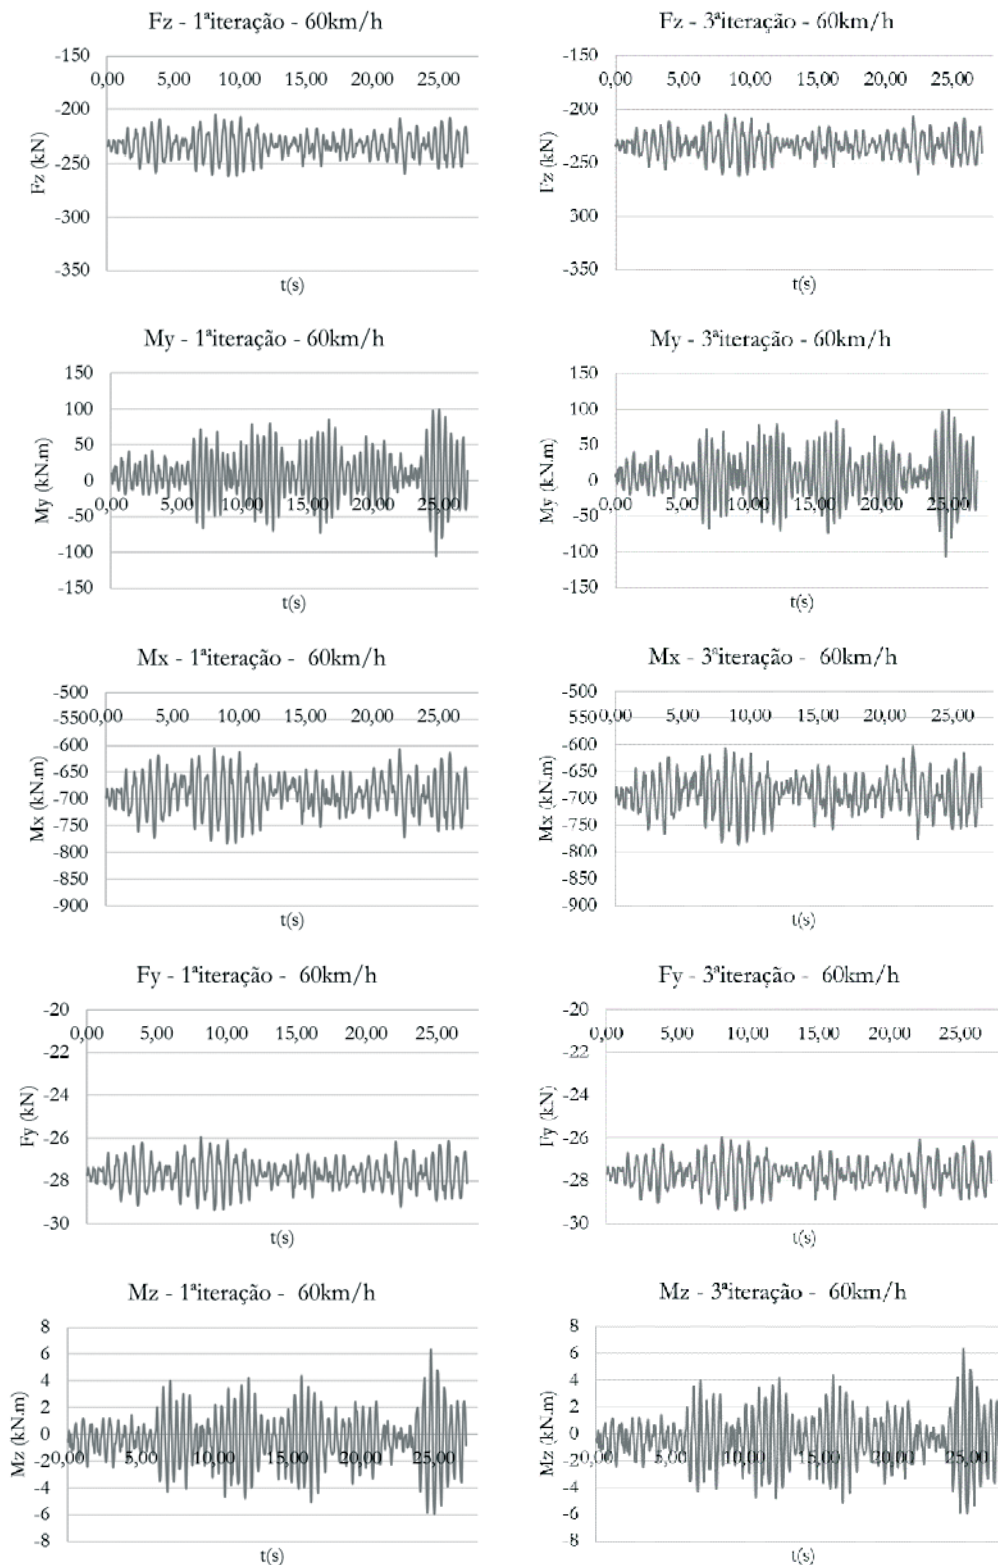 Fz - 1ªiteração - 60km/h
-150
0,00 5,00 10,00 15,00 20,00 25,00
-200
-250
-300
-350
Fz (kN)
t(s)
Fz - 3ªiteração - 60km/h
-150
0,00 5,00 10,00 15,00 20,00 25,00
-200
-250
-300
-350
Fz (kN)
t(s)
My - 1ªiteração - 60km/h
150
100
50
0
-50
-100
-150
0,00 5,00 10,00 15,00 20,00 25,00
My (kN.m)
t(s)
My - 3ªiteração - 60km/h
150
100
50
0
-50
-100
-150
0,00 5,00 10,00 15,00 20,00 25,00
My (kN.m)
t(s)
Mx - 1ªiteração - 60km/h
-500
-550
0,00 5,00 10,00 15,00 20,00 25,00
-600
-650
-700
-750
-800
-850
-900
Mx (kN.m)
t(s)
Mx - 3ªiteração - 60km/h
-500
-550
0,00 5,00 10,00 15,00 20,00 25,00
-600
-650
-700
-750
-800
-850
-900
Mx (kN.m)
t(s)
Fy - 1ªiteração - 60km/h
-20
0,00 5,00 10,00 15,00 20,00 25,00
-22
-24
-26
-28
-30
Fy (kN)
t(s)
Fy - 3ªiteração - 60km/h
-20
0,00 5,00 10,00 15,00 20,00 25,00
-22
-24
-26
-28
-30
Fy (kN)
t(s)
Mz - 1ªiteração - 60km/h
8
6
4
2
0
-2
-4
-6
-8
0,00 5,00 10,00 15,00 20,00 25,00
Mz (kN.m)
t(s)
Mz - 3ªiteração - 60km/h
8
6
4
2
0
-2
-4
-6
-8
0,00 5,00 10,00 15,00 20,00 25,00
Mz (kN.m)
t(s)